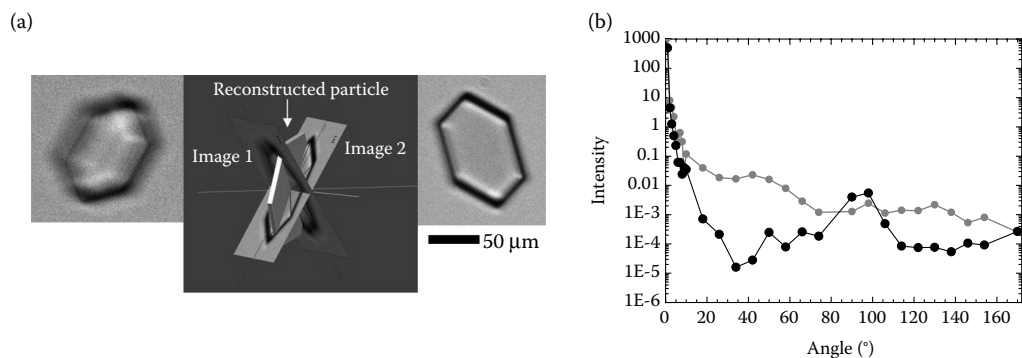 (a)
Reconstructed particle
Image 1
Image 2
50 μm
(b)
Intensity
1000
100
10
1
0.1
0.01
1E-3
1E-4
1E-5
1E-6
0 20 40 60 80 100 120 140 160
Angle (°)